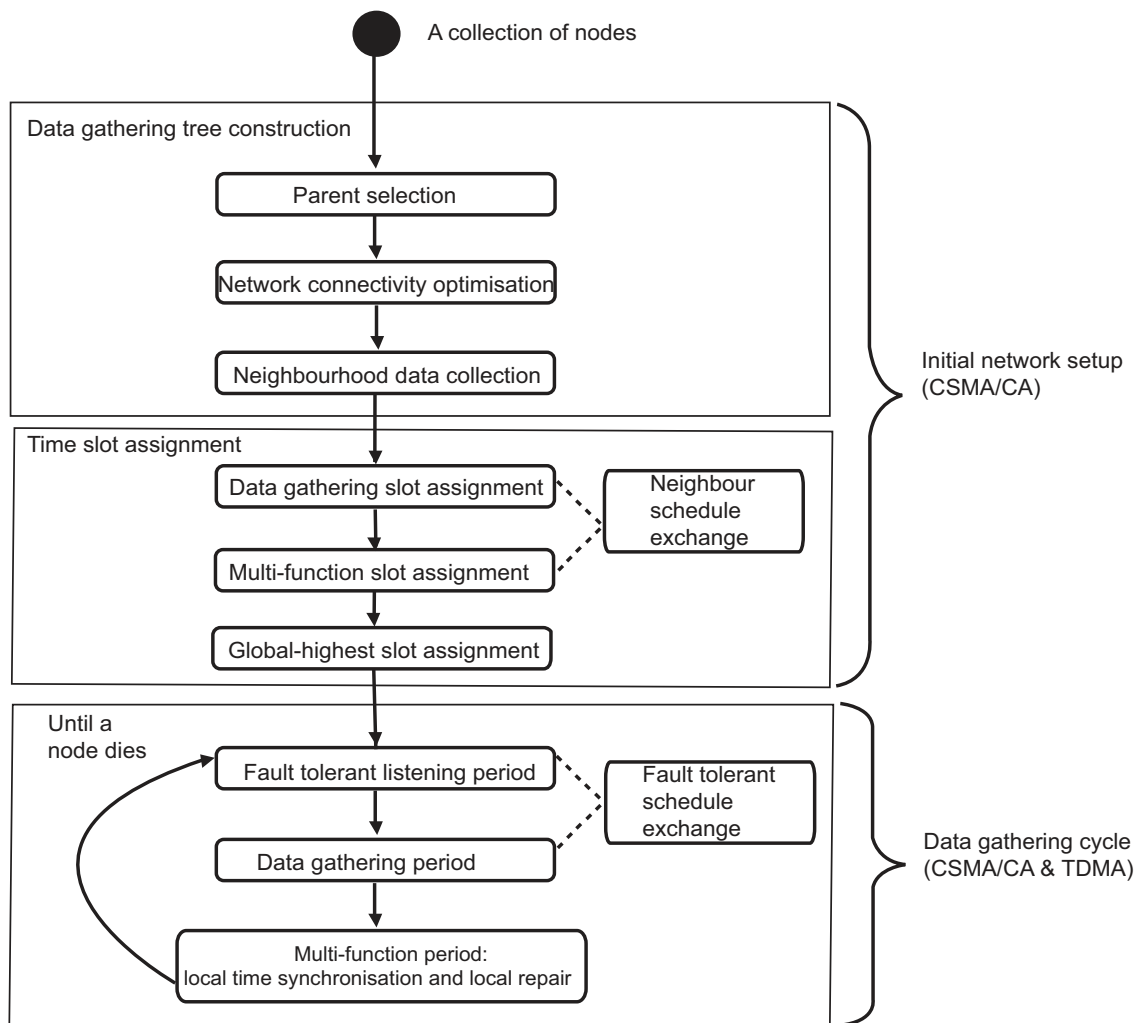 A collection of nodes
Data gathering tree construction
Parent selection
Network connectivity optimisation
Neighbourhood data collection
Initial network setup
(CSMA/CA)
Time slot assignment
Data gathering slot assignment
Neighbour
schedule
exchange
Multi-function slot assignment
Global-highest slot assignment
Until a
node dies
Fault tolerant listening period
Fault tolerant
schedule
exchange
Data gathering period
Data gathering cycle
(CSMA/CA & TDMA)
Multi-function period:
local time synchronisation and local repair